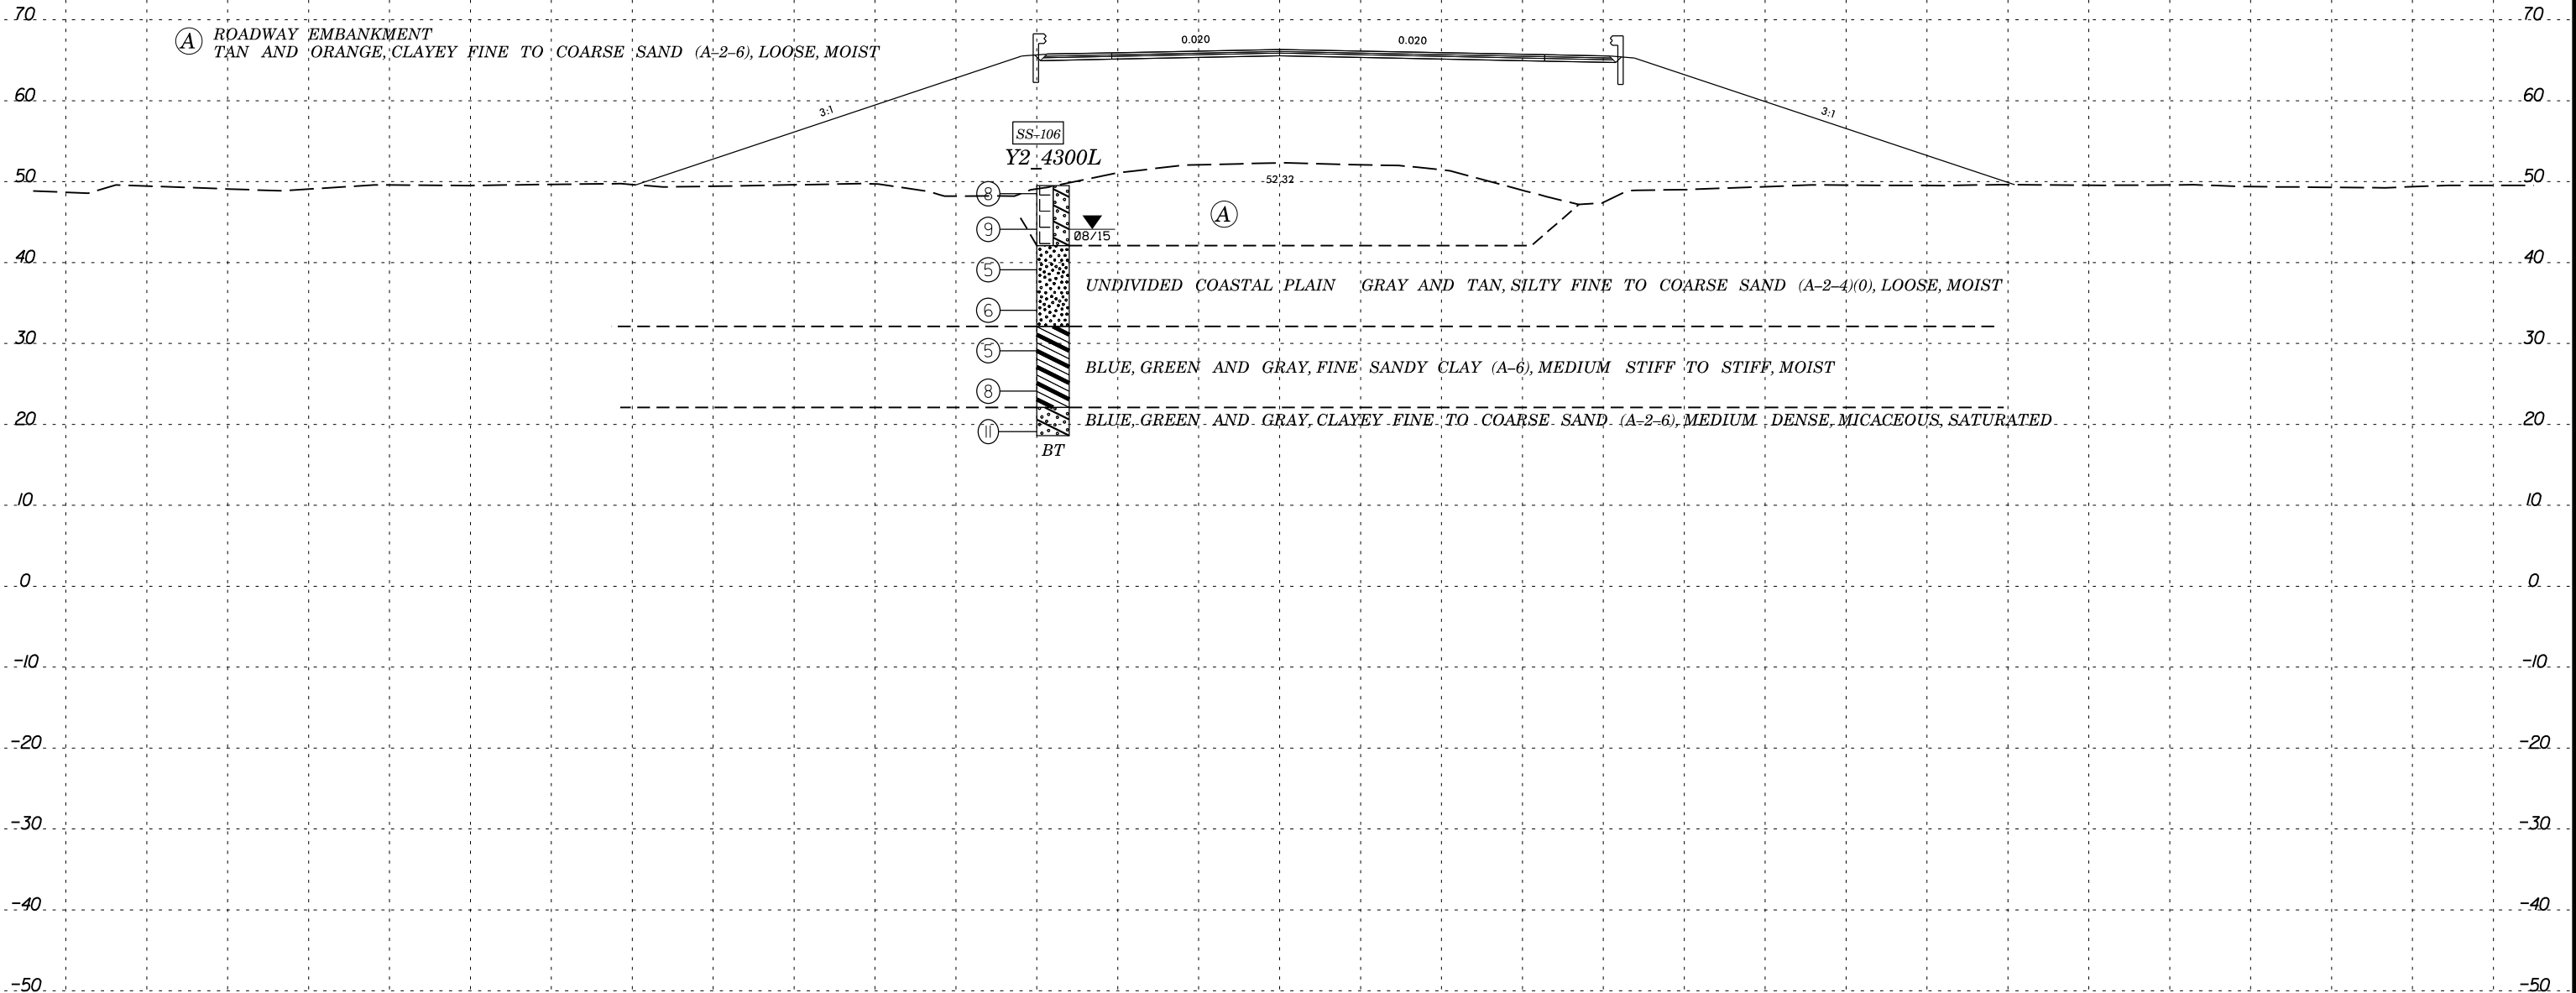 70 70
A ROADWAY EMBANKMENT
TAN AND ORANGE, CLAYEY FINE TO COARSE SAND (A-2-6), LOOSE, MOIST
0.020 0.020
60 60
3:1 3:1
SS-106
Y2 4300L
50 50
52.32
8
A
9
08/15
40 40
5
UNDIVIDED COASTAL PLAIN GRAY AND TAN, SILTY FINE TO COARSE SAND (A-2-4)(0), LOOSE, MOIST
6
30 30
5
BLUE, GREEN AND GRAY, FINE SANDY CLAY (A-6), MEDIUM STIFF TO STIFF, MOIST
8
20 20
BLUE, GREEN AND GRAY, CLAYEY FINE TO COARSE SAND (A-2-6), MEDIUM DENSE, MICACEOUS, SATURATED
11
BT
10 10
0 0
-10 -10
-20 -20
-30 -30
-40 -40
-50 -50